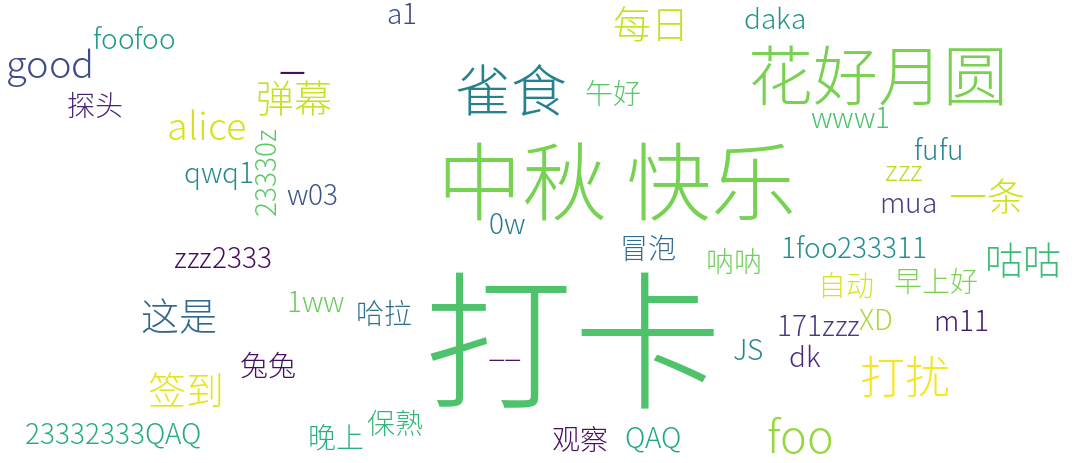 a1
每日
daka
foofoo
good
一
雀食
午好
花好月圆
探头
弹幕
alice
www1
23330z
qwq1
w03
中秋 快乐
fufu
zzz
mua
一条
0w
冒泡
呐呐
1foo233311
咕咕
zzz2333
自动
早上好
这是
1ww
哈拉
打卡
171zzz
XD
m11
兔兔
__
JS
dk
打扰
签到
23332333QAQ
晚上
保熟
观察
QAQ
foo